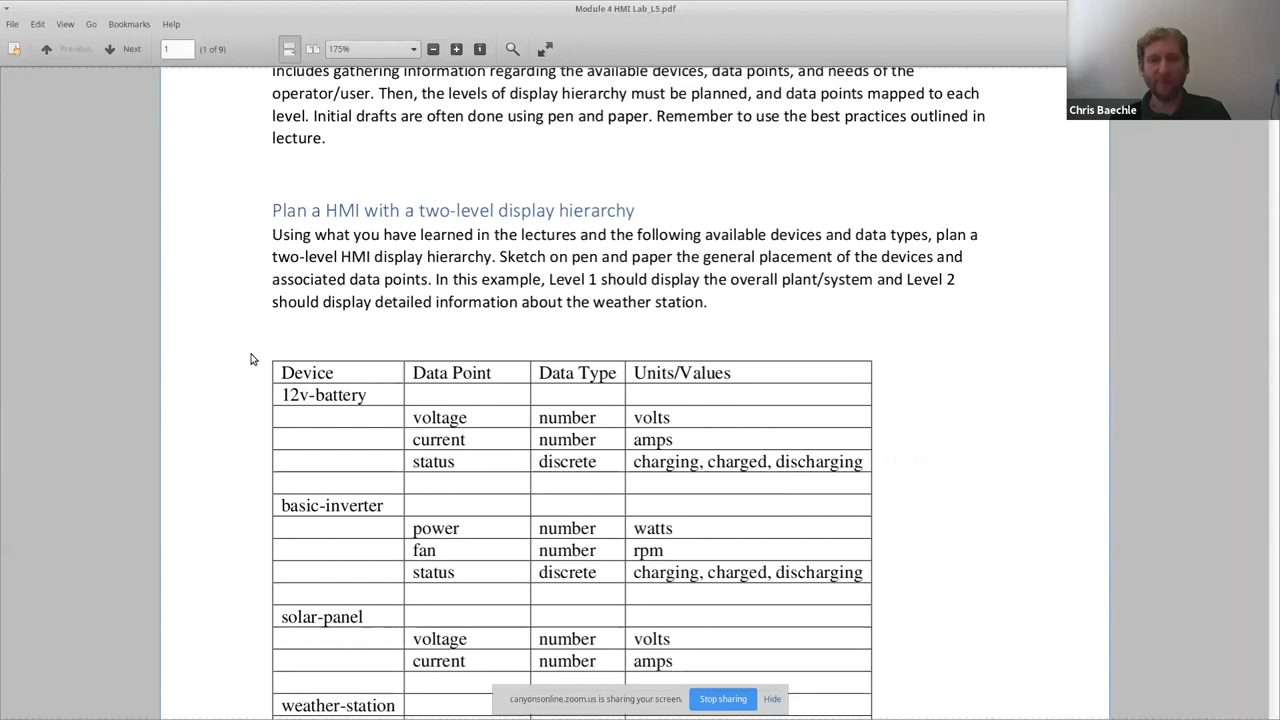 Module 4 HMI Lab_L5.pdf
File Edit View Go Bookmarks Help
Previous Next 1 (1 of 9) 175%
Chris Baechle
includes gathering information regarding the available devices, data points, and needs of the
operator/user. Then, the levels of display hierarchy must be planned, and data points mapped to each
level. Initial drafts are often done using pen and paper. Remember to use the best practices outlined in
lecture.
Plan a HMI with a two-level display hierarchy
Using what you have learned in the lectures and the following available devices and data types, plan a
two-level HMI display hierarchy. Sketch on pen and paper the general placement of the devices and
associated data points. In this example, Level 1 should display the overall plant/system and Level 2
should display detailed information about the weather station.
Device Data Point Data Type Units/Values
12v-battery
voltage number volts
current number amps
status discrete charging, charged, discharging
basic-inverter
power number watts
fan number rpm
status discrete charging, charged, discharging
solar-panel
voltage number volts
current number amps
weather-station
canyonsonline.zoom.us is sharing your screen. Stop sharing Hide